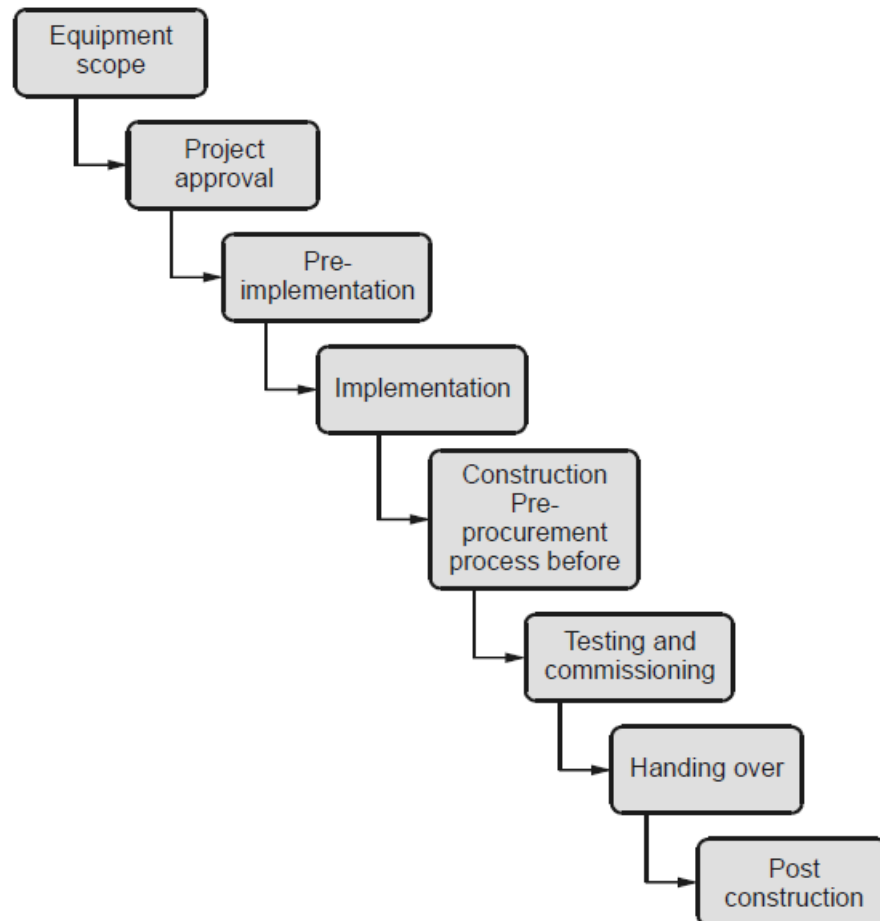 Equipment
scope
Project
approval
Pre-
implementation
Implementation
Construction
Pre-
procurement
process before
Testing and
commissioning
Handing over
Post
construction